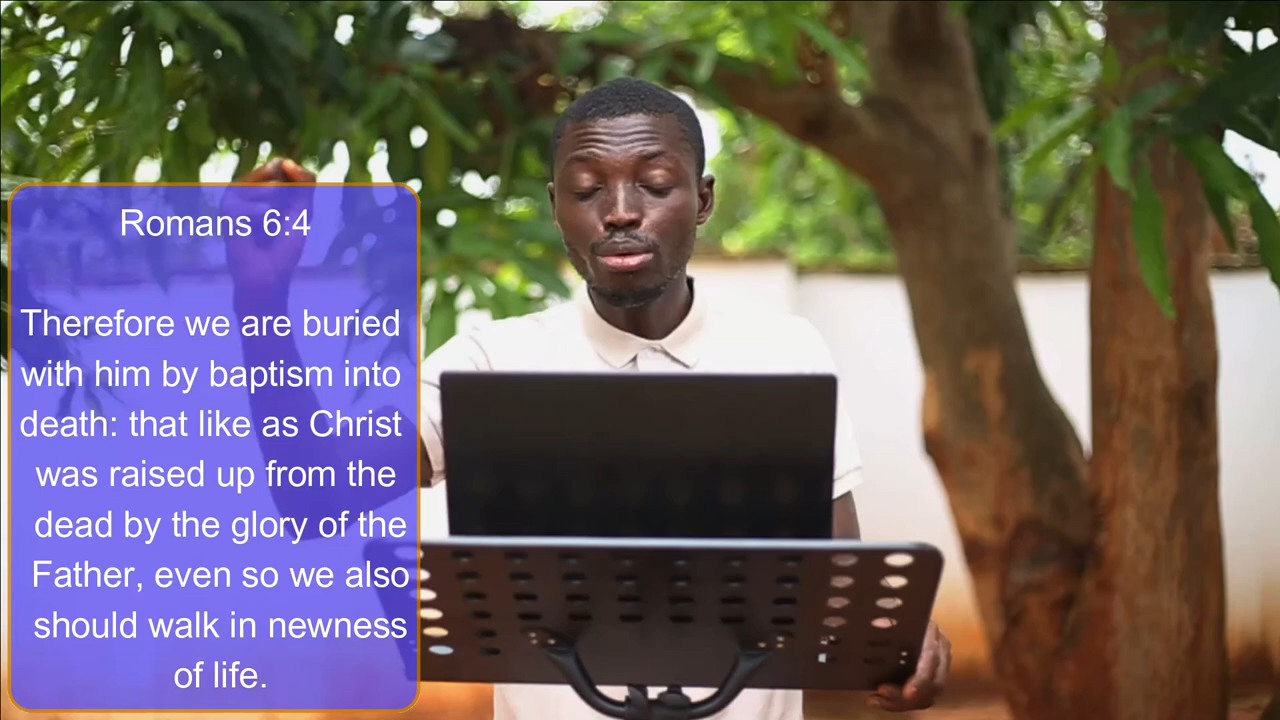 Romans 6:4
Therefore we are buried
with him by baptism into
death: that like as Christ
was raised up from the
dead by the glory of the
Father, even so we also
should walk in newness
of life.